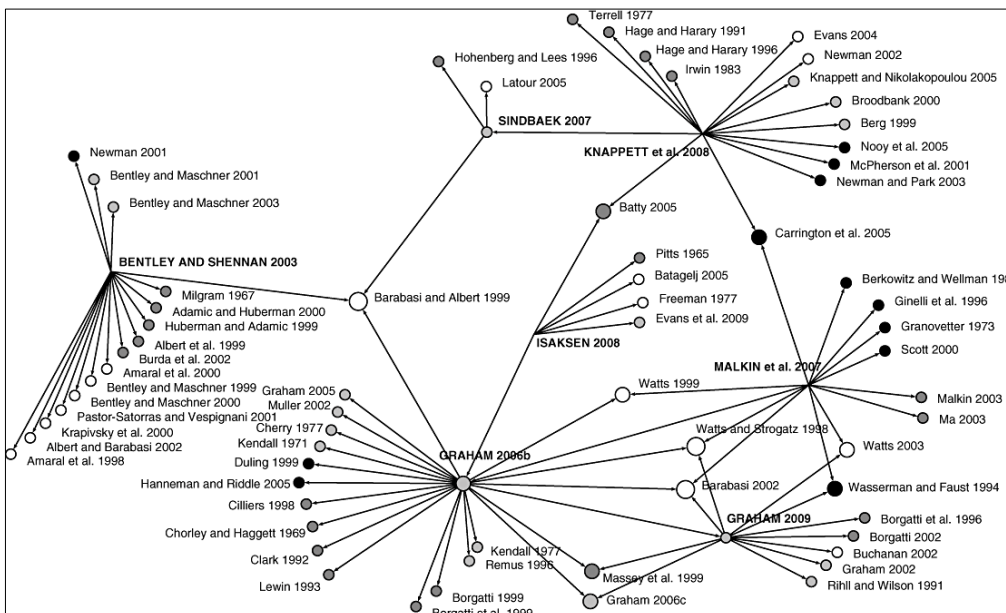 Terrell 1977
Hage and Harary 1991
Hage and Harary 1996
Irwin 1983
Evans 2004
Newman 2002
Knappett and Nikolakopoulou 2005
Broodbank 2000
Berg 1999
Nooy et al. 2005
McPherson et al. 2001
Newman and Park 2003
Hohenberg and Lees 1996
Latour 2005
SINDBAEK 2007
KNAPPETT et al. 2008
Newman 2001
Bentley and Maschner 2001
Bentley and Maschner 2003
Batty 2005
Carrington et al. 2005
BENTLEY AND SHENNAN 2003
Pitts 1965
Batagelj 2005
Freeman 1977
Evans et al. 2009
ISAKSEN 2008
Barabasi and Albert 1999
Milgram 1967
Adamic and Huberman 2000
Huberman and Adamic 1999
Albert et al. 1999
Burda et al. 2002
Amaral et al. 2000
Bentley and Maschner 1999
Bentley and Maschner 2000
Pastor-Satorras and Vespignani 2001
Krapivsky et al. 2000
Albert and Barabasi 2002
Amaral et al. 1998
Berkowitz and Wellman
Ginelli et al. 1996
Granovetter 1973
Scott 2000
MALKIN et al. 2007
Malkin 2003
Ma 2003
Watts 1999
Watts and Strogatz 1998
Watts 2003
Barabasi 2002
Wasserman and Faust 1994
Graham 2005
Muller 2002
Cherry 1977
Kendall 1971
GRAHAM 2006b
Duling 1999
Hanneman and Riddle 2005
Cilliers 1998
Chorley and Haggett 1969
Clark 1992
Lewin 1993
Kendall 1977
Remus 1996
Borgatti 1999
Borgatti et al. 1999
Massey et al. 1999
Graham 2006c
GRAHAM 2009
Borgatti et al. 1996
Borgatti 2002
Buchanan 2002
Graham 2002
Rihll and Wilson 1991